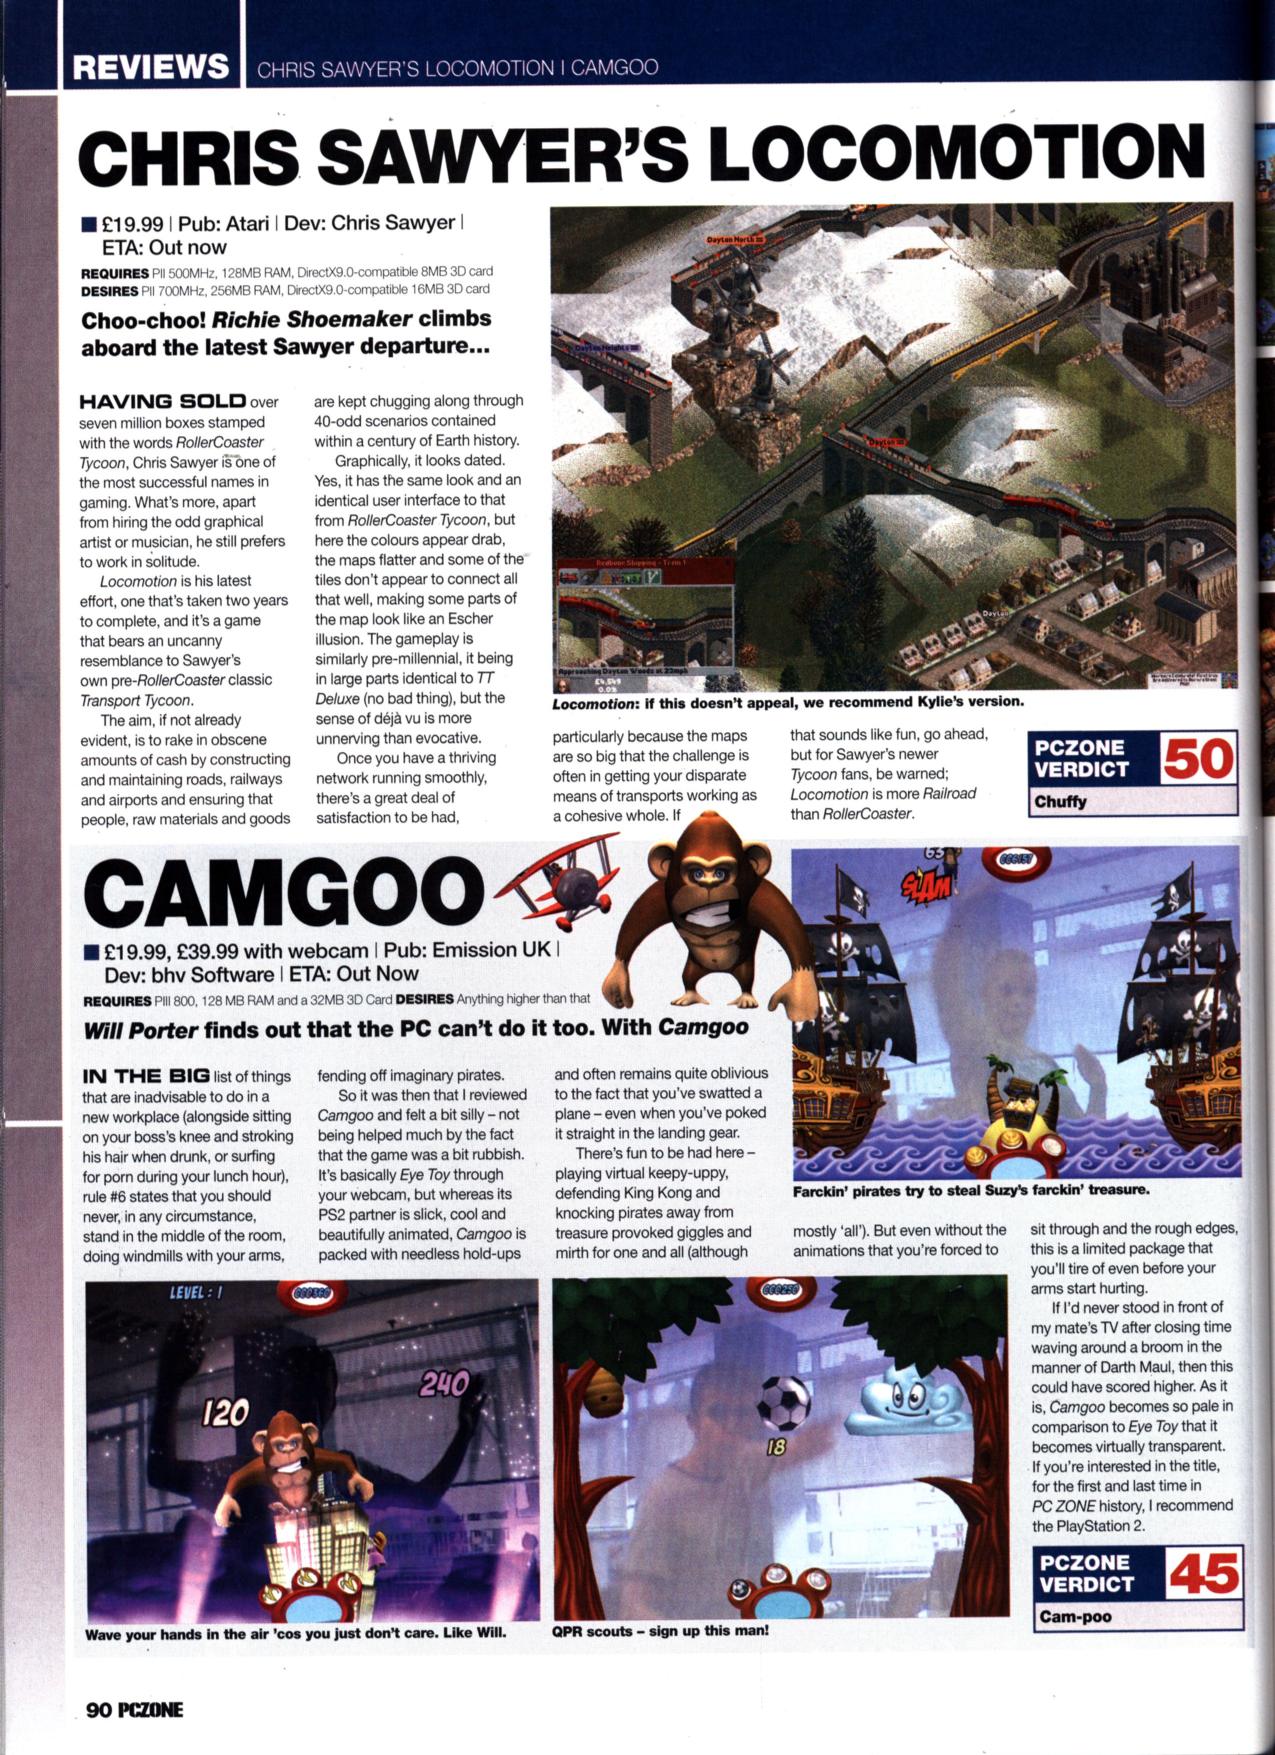 REVIEWS
CHRIS SAWYER'S LOCOMOTION | CAMGOO
CHRIS SAWYER'S LOCOMOTION
£19.99 | Pub: Atari | Dev: Chris Sawyer |
ETA: Out now
REQUIRES PII 500MHz, 128MB RAM, DirectX9.0-compatible 8MB 3D card
DESIRES PII 700MHz, 256MB RAM, DirectX9.0-compatible 16MB 3D card
Choo-choo! Richie Shoemaker climbs
aboard the latest Sawyer departure...
HAVING SOLD over
seven million boxes stamped
with the words RollerCoaster
Tycoon, Chris Sawyer is one of
the most successful names in
gaming. What's more, apart
from hiring the odd graphical
artist or musician, he still prefers
to work in solitude.
Locomotion is his latest
effort, one that's taken two years
to complete, and it's a game
that bears an uncanny
resemblance to Sawyer's
own pre-RollerCoaster classic
Transport Tycoon.
The aim, if not already
evident, is to rake in obscene
amounts of cash by constructing
and maintaining roads, railways
and airports and ensuring that
people, raw materials and goods
are kept chugging along through
40-odd scenarios contained
within a century of Earth history.
Graphically, it looks dated.
Yes, it has the same look and an
identical user interface to that
from RollerCoaster Tycoon, but
here the colours appear drab,
the maps flatter and some of the
tiles don't appear to connect all
that well, making some parts of
the map look like an Escher
illusion. The gameplay is
similarly pre-millennial, it being
in large parts identical to TT
Deluxe (no bad thing), but the
sense of déjà vu is more
unnerving than evocative.
Once you have a thriving
network running smoothly,
there's a great deal of
satisfaction to be had,
Dayton North
Dayton Heights
Dayton
Redbone Shipping - Train 1
Dayton
Approaching Dayton Woods at 22mph
£4,549
0.0%
Locomotion: if this doesn't appeal, we recommend Kylie's version.
particularly because the maps
are so big that the challenge is
often in getting your disparate
means of transports working as
a cohesive whole. If
that sounds like fun, go ahead,
but for Sawyer's newer
Tycoon fans, be warned;
Locomotion is more Railroad
than RollerCoaster.
PCZONE
VERDICT
50
Chuffy
CAMGOO
£19.99, £39.99 with webcam | Pub: Emission UK |
Dev: bhv Software | ETA: Out Now
REQUIRES PIII 800, 128 MB RAM and a 32MB 3D Card DESIRES Anything higher than that
Will Porter finds out that the PC can't do it too. With Camgoo
IN THE BIG list of things
that are inadvisable to do in a
new workplace (alongside sitting
on your boss's knee and stroking
his hair when drunk, or surfing
for porn during your lunch hour),
rule #6 states that you should
never, in any circumstance,
stand in the middle of the room,
doing windmills with your arms,
fending off imaginary pirates.
So it was then that I reviewed
Camgoo and felt a bit silly – not
being helped much by the fact
that the game was a bit rubbish.
It's basically Eye Toy through
your webcam, but whereas its
PS2 partner is slick, cool and
beautifully animated, Camgoo is
packed with needless hold-ups
and often remains quite oblivious
to the fact that you've swatted a
plane – even when you've poked
it straight in the landing gear.
There's fun to be had here –
playing virtual keepy-uppy,
defending King Kong and
knocking pirates away from
treasure provoked giggles and
mirth for one and all (although
63
000157
SLAM
Farckin' pirates try to steal Suzy's farckin' treasure.
mostly 'all'). But even without the
animations that you're forced to
sit through and the rough edges,
this is a limited package that
you'll tire of even before your
arms start hurting.
If I'd never stood in front of
my mate's TV after closing time
waving around a broom in the
manner of Darth Maul, then this
could have scored higher. As it
is, Camgoo becomes so pale in
comparison to Eye Toy that it
becomes virtually transparent.
If you're interested in the title,
for the first and last time in
PC ZONE history, I recommend
the PlayStation 2.
LEVEL : 1
000360
120
240
Wave your hands in the air 'cos you just don't care. Like Will.
000250
18
QPR scouts – sign up this man!
PCZONE
VERDICT
45
Cam-poo
90 PCZONE